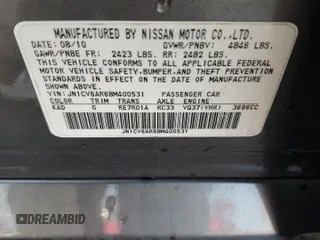 MANUFACTURED BY NISSAN MOTOR CO.,LTD.
DATE: 08/10 GVWR/PNBV: 4846 LBS.
GAWR/PNBE FR: 2423 LBS. RR: 2482 LBS.
THIS VEHICLE CONFORMS TO ALL APPLICABLE FEDERAL
MOTOR VEHICLE SAFETY,BUMPER,AND THEFT PREVENTION
STANDARDS IN EFFECT ON THE DATE OF MANUFACTURE
SHOWN ABOVE.
VIN: JN1CV6AR6BM400531 PASSENGER CAR
COLOR TRIM TRANS AXLE ENGINE
KAD G RE7R01A RC33 VQ37(VHR) 3696CC
RIDESAFELY